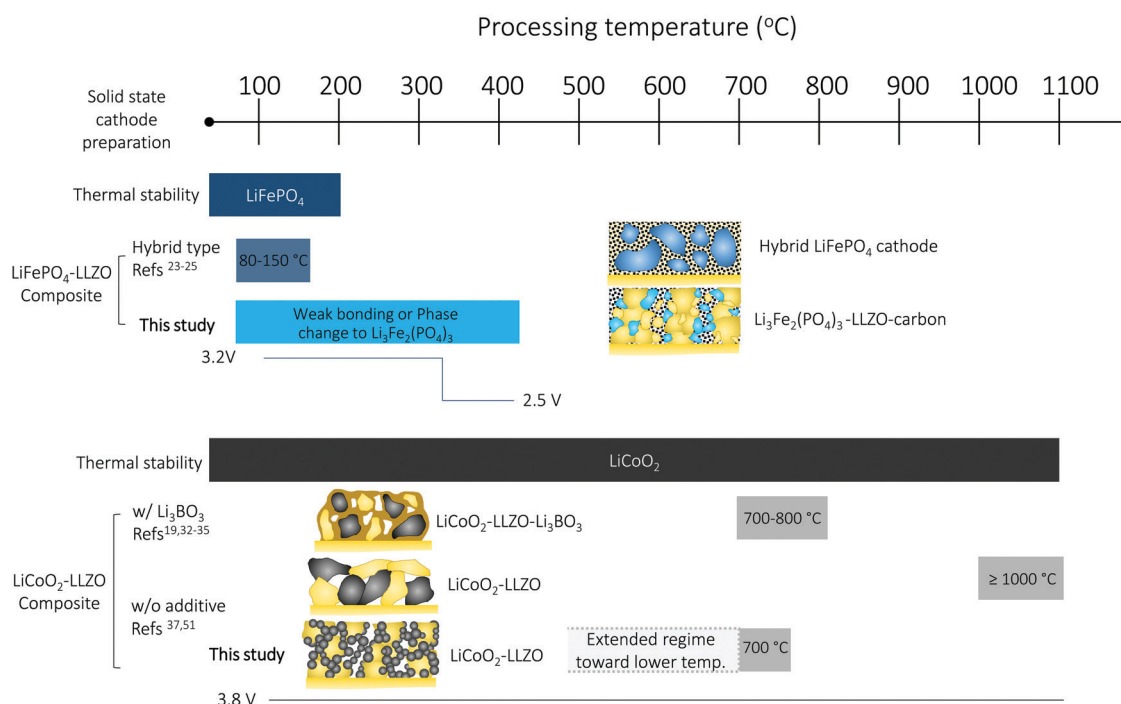 Processing temperature (°C)
Solid state
cathode
preparation
100 200 300 400 500 600 700 800 900 1000 1100
Thermal stability
LiFePO4
LiFePO4-LLZO
Composite
Hybrid type
Refs 23-25
80-150 °C
This study
Weak bonding or Phase
change to Li3Fe2(PO4)3
Hybrid LiFePO4 cathode
Li3Fe2(PO4)3-LLZO-carbon
3.2V
2.5 V
Thermal stability
LiCoO2
LiCoO2-LLZO
Composite
w/ Li3BO3
Refs19,32-35
LiCoO2-LLZO-Li3BO3
700-800 °C
w/o additive
Refs 37,51
LiCoO2-LLZO
≥ 1000 °C
This study
LiCoO2-LLZO
Extended regime
toward lower temp.
700 °C
3.8 V